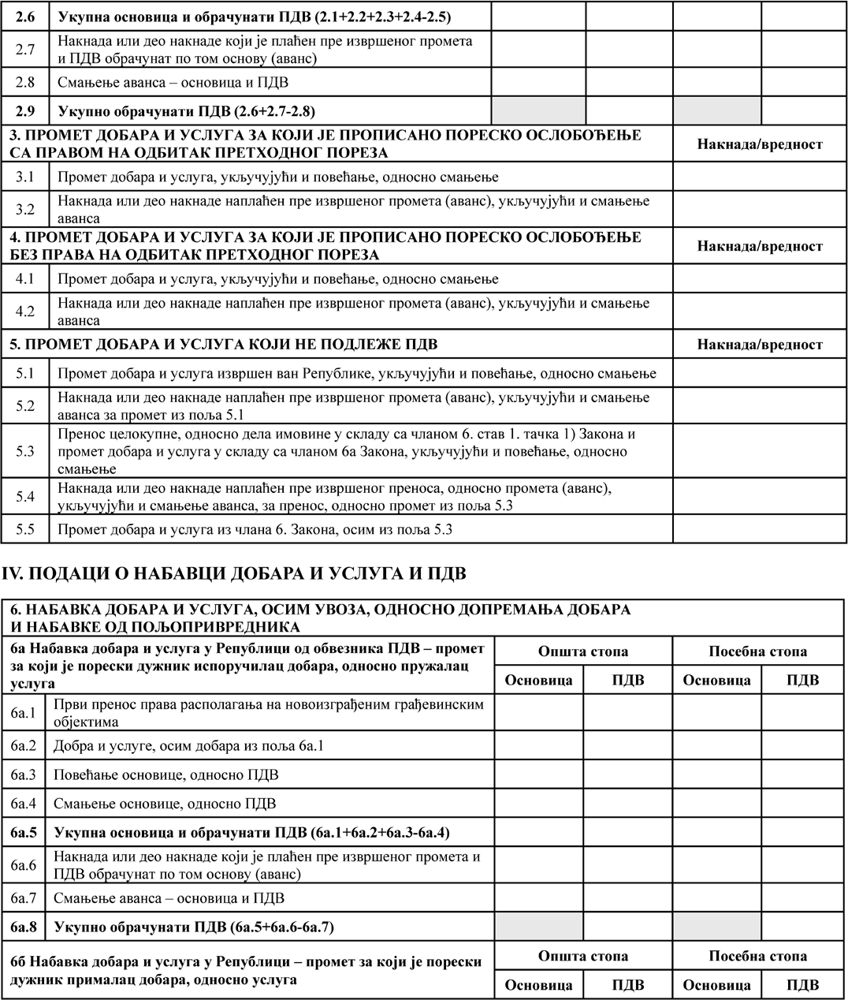 2.6 Укупна основица и обрачунати ПДВ (2.1+2.2+2.3+2.4-2.5)
2.7 Накнада или део накнаде који је плаћен пре извршеног промета
и ПДВ обрачунат по том основу (аванс)
2.8 Смањење аванса – основица и ПДВ
2.9 Укупно обрачунати ПДВ (2.6+2.7-2.8)
3. ПРОМЕТ ДОБАРА И УСЛУГА ЗА КОЈИ ЈЕ ПРОПИСАНО ПОРЕСКО ОСЛОБОЂЕЊЕ
СА ПРАВОМ НА ОДБИТАК ПРЕТХОДНОГ ПОРЕЗА
Накнада/вредност
3.1 Промет добара и услуга, укључујући и повећање, односно смањење
3.2 Накнада или део накнаде наплаћен пре извршеног промета (аванс), укључујући и смањење
аванса
4. ПРОМЕТ ДОБАРА И УСЛУГА ЗА КОЈИ ЈЕ ПРОПИСАНО ПОРЕСКО ОСЛОБОЂЕЊЕ
БЕЗ ПРАВА НА ОДБИТАК ПРЕТХОДНОГ ПОРЕЗА
Накнада/вредност
4.1 Промет добара и услуга, укључујући и повећање, односно смањење
4.2 Накнада или део накнаде наплаћен пре извршеног промета (аванс), укључујући и смањење
аванса
5. ПРОМЕТ ДОБАРА И УСЛУГА КОЈИ НЕ ПОДЛЕЖЕ ПДВ Накнада/вредност
5.1 Промет добара и услуга извршен ван Републике, укључујући и повећање, односно смањење
5.2 Накнада или део накнаде наплаћен пре извршеног промета (аванс), укључујући и смањење
аванса за промет из поља 5.1
5.3 Пренос целокупне, односно дела имовине у складу са чланом 6. став 1. тачка 1) Закона и
промет добара и услуга у складу са чланом 6а Закона, укључујући и повећање, односно
смањење
5.4 Накнада или део накнаде наплаћен пре извршеног преноса, односно промета (аванс),
укључујући и смањење аванса, за пренос, односно промет из поља 5.3
5.5 Промет добара и услуга из члана 6. Закона, осим из поља 5.3
IV. ПОДАЦИ О НАБАВЦИ ДОБАРА И УСЛУГА И ПДВ
6. НАБАВКА ДОБАРА И УСЛУГА, ОСИМ УВОЗА, ОДНОСНО ДОПРЕМАЊА ДОБАРА
И НАБАВКЕ ОД ПОЉОПРИВРЕДНИКА
6а Набавка добара и услуга у Републици од обвезника ПДВ – промет
за који је порески дужник испоручилац добара, односно пружалац
услуга
Општа стопа Посебна стопа
Основица ПДВ Основица ПДВ
6а.1 Први пренос права располагања на новоизграђеним грађевинским
објектима
6а.2 Добра и услуге, осим добара из поља 6а.1
6а.3 Повећање основице, односно ПДВ
6а.4 Смањење основице, односно ПДВ
6а.5 Укупна основица и обрачунати ПДВ (6а.1+6а.2+6а.3-6а.4)
6а.6 Накнада или део накнаде који је плаћен пре извршеног промета и
ПДВ обрачунат по том основу (аванс)
6а.7 Смањење аванса – основица и ПДВ
6а.8 Укупно обрачунати ПДВ (6а.5+6а.6-6а.7)
6б Набавка добара и услуга у Републици – промет за који је порески
дужник прималац добара, односно услуга
Општа стопа Посебна стопа
Основица ПДВ Основица ПДВ